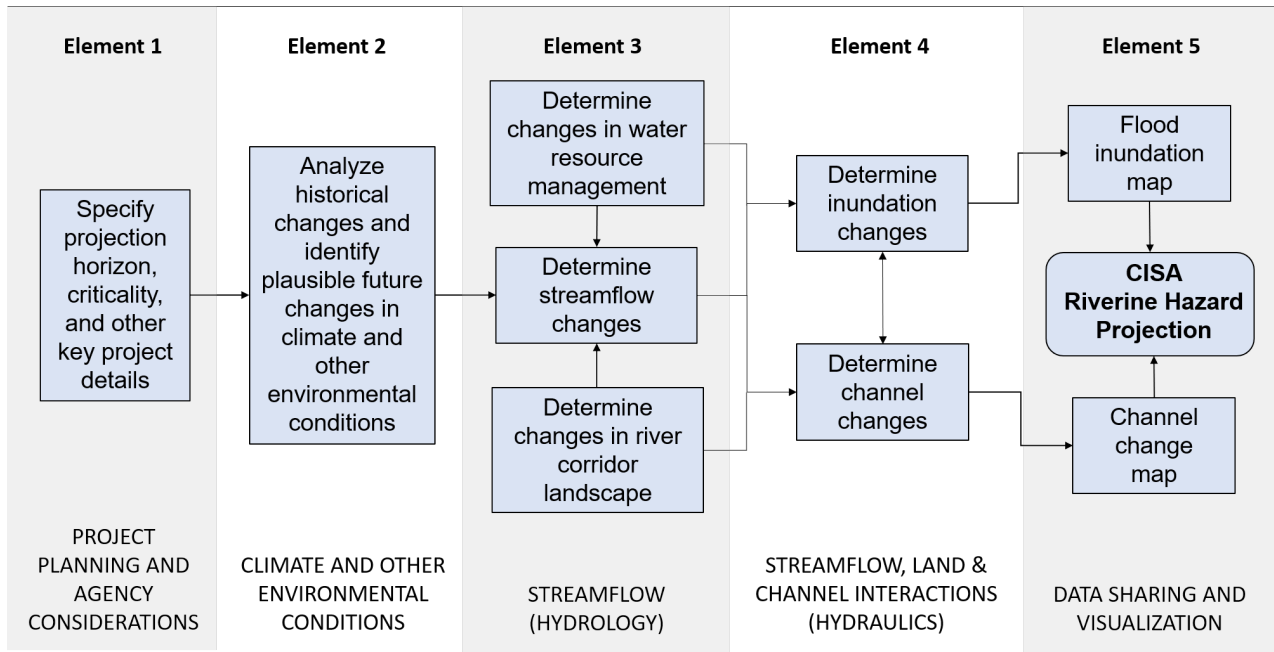 Element 1
Specify
projection
horizon,
criticality,
and other
key project
details
PROJECT
PLANNING AND
AGENCY
CONSIDERATIONS
Element 2
Analyze
historical
changes and
identify
plausible future
changes in
climate and
other
environmental
conditions
CLIMATE AND OTHER
ENVIRONMENTAL
CONDITIONS
Element 3
Determine
changes in water
resource
management
Determine
streamflow
changes
Determine
changes in river
corridor
landscape
STREAMFLOW
(HYDROLOGY)
Element 4
Determine
inundation
changes
Determine
channel
changes
STREAMFLOW, LAND &
CHANNEL INTERACTIONS
(HYDRAULICS)
Element 5
Flood
inundation
map
CISA
Riverine Hazard
Projection
Channel
change
map
DATA SHARING AND
VISUALIZATION